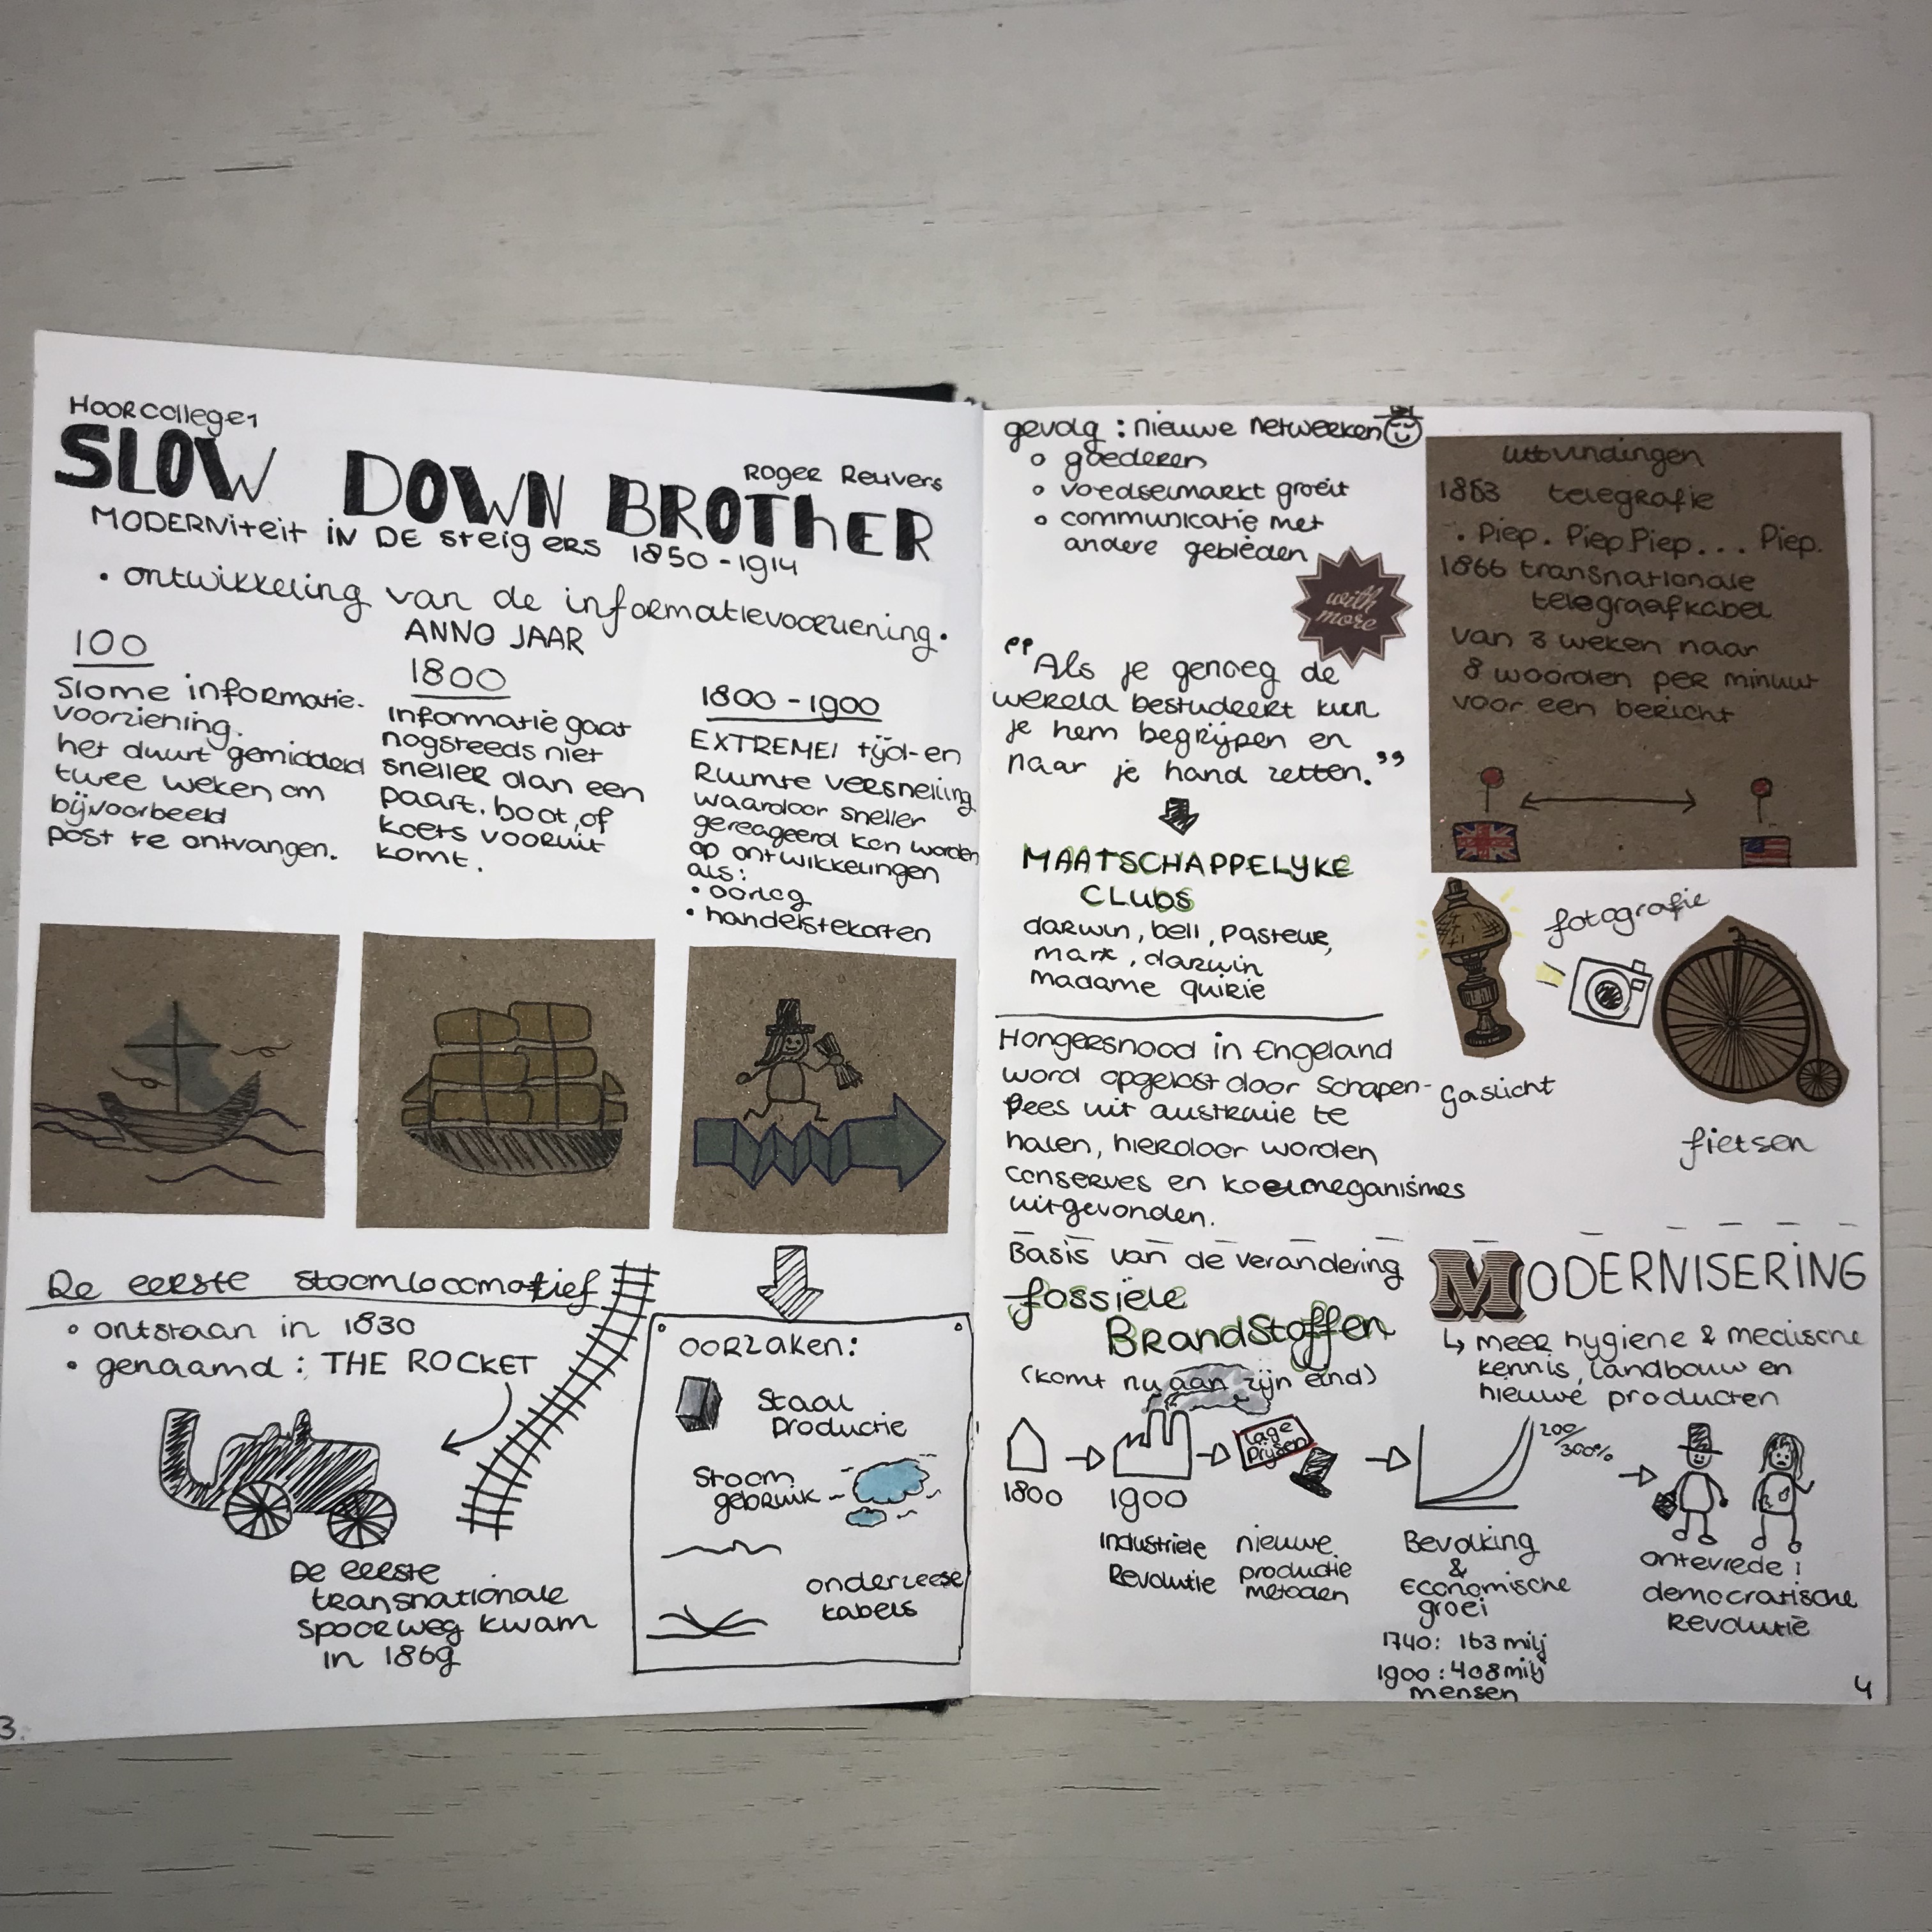 HOORCOllege1
SLOW DOWN BROTHER
Roger Reuvers
MODERNiteit iN DE steigers 1850-1914
• ontwikkeling van de informatievoorziening.
ANNO JAAR
100
Slome informatie-
voorziening.
het duurt gemiddeld
twee weken om
bijvoorbeeld
post te ontvangen.
1800
Informatie gaat
nogsteeds niet
sneller dan een
paart, boot, of
koets vooruit
komt.
1800-1900
EXTREME! tijd-en
Ruimte versnelling
waardoor sneller
gereageerd kan worden
op ontwikkelingen
als:
• oorlog
• handelstekorten
De eerste stoomlocomotief
• ontstaan in 1830
• genaamd: THE ROCKET
De eerste
transnationale
spoorweg kwam
in 1869
OORZAKEN:
Staal
Productie
Stoom
gebruik
onderzeese
kabels
3.
gevolg: nieuwe netwerken
o goederen
o voedselmarkt groeit
o communicatie met
andere gebieden
with
more
"Als je genoeg de
wereld bestudeert kun
je hem begrijpen en
naar je hand zetten."
MAATSCHAPPELYKE
CLUbS
darwin, bell, Pasteur,
marx, darwin
madame quirie
Hongersnood in Engeland
word opgelost door schapen-
vees uit australie te
halen, hierdoor worden
conserves en koelmeganismes
uitgevonden.
Basis van de verandering
fossiele
BRANDStoffen
(komt nu aan zijn eind)
1800
1900
Industriele
Revolutie
lage
prijsen
nieuwe
productie
metoden
200/300%
Bevolking
&
Economische
groei
1740: 163 milj
1900: 408 milj
mensen
uitvindingen
1853 telegrafie
. Piep. Piep Piep... Piep.
1866 transnationale
telegraafkabel
van 3 weken naar
8 woorden per minuut
voor een bericht
fotografie
gaslicht
fietsen
MODERNISERING
↳ meer hygiene & medische
kennis, landbouw en
nieuwe producten
ontevrede:
democratische
Revolutie
4